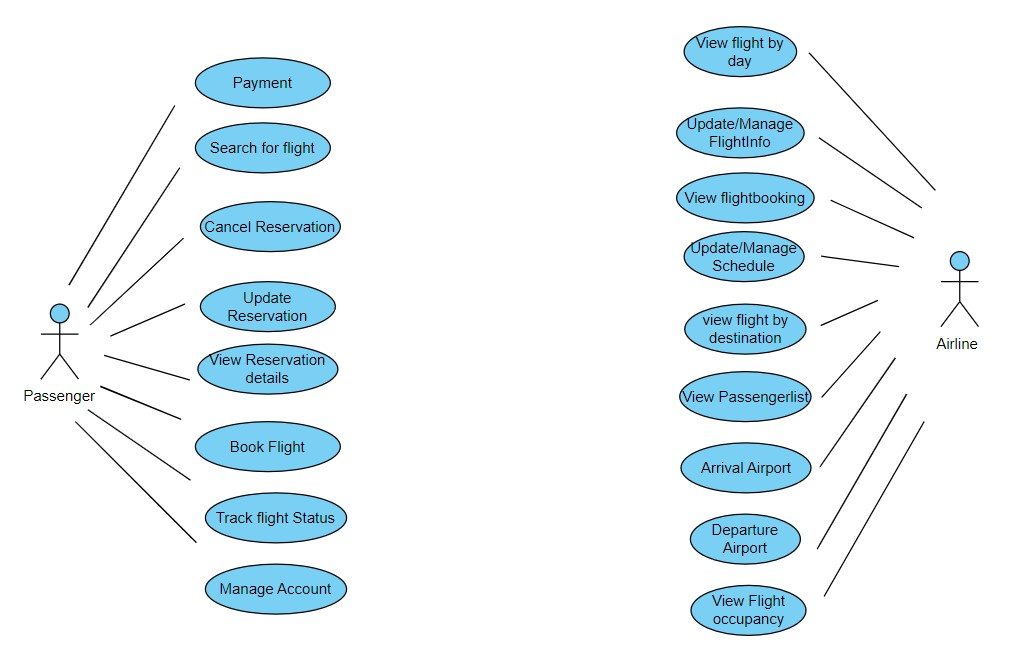 Payment
Search for flight
Cancel Reservation
Update
Reservation
View Reservation
details
Book Flight
Track flight Status
Manage Account
Passenger
View flight by
day
Update/Manage
FlightInfo
View flightbooking
Update/Manage
Schedule
view flight by
destination
View Passengerlist
Arrival Airport
Departure
Airport
View Flight
occupancy
Airline